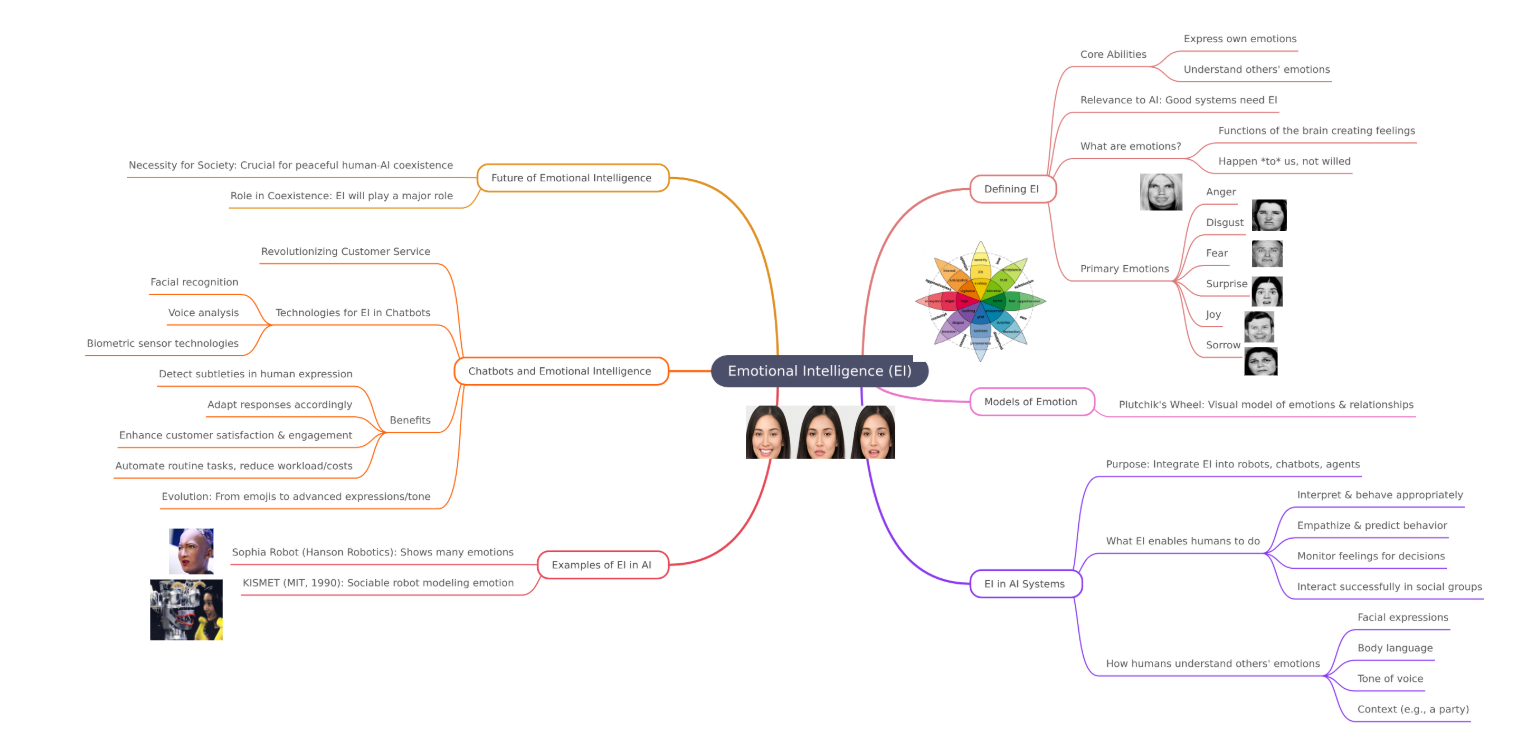 Emotional Intelligence (EI)
Defining EI
Core Abilities
Express own emotions
Understand others' emotions
Relevance to AI: Good systems need EI
What are emotions?
Functions of the brain creating feelings
Happen *to* us, not willed
Primary Emotions
Anger
Disgust
Fear
Surprise
Joy
Sorrow
Models of Emotion
Plutchik's Wheel: Visual model of emotions & relationships
EI in AI Systems
Purpose: Integrate EI into robots, chatbots, agents
What EI enables humans to do
Interpret & behave appropriately
Empathize & predict behavior
Monitor feelings for decisions
Interact successfully in social groups
How humans understand others' emotions
Facial expressions
Body language
Tone of voice
Context (e.g., a party)
Future of Emotional Intelligence
Necessity for Society: Crucial for peaceful human-AI coexistence
Role in Coexistence: EI will play a major role
Chatbots and Emotional Intelligence
Revolutionizing Customer Service
Technologies for EI in Chatbots
Facial recognition
Voice analysis
Biometric sensor technologies
Benefits
Detect subtleties in human expression
Adapt responses accordingly
Enhance customer satisfaction & engagement
Automate routine tasks, reduce workload/costs
Evolution: From emojis to advanced expressions/tone
Examples of EI in AI
Sophia Robot (Hanson Robotics): Shows many emotions
KISMET (MIT, 1990): Sociable robot modeling emotion